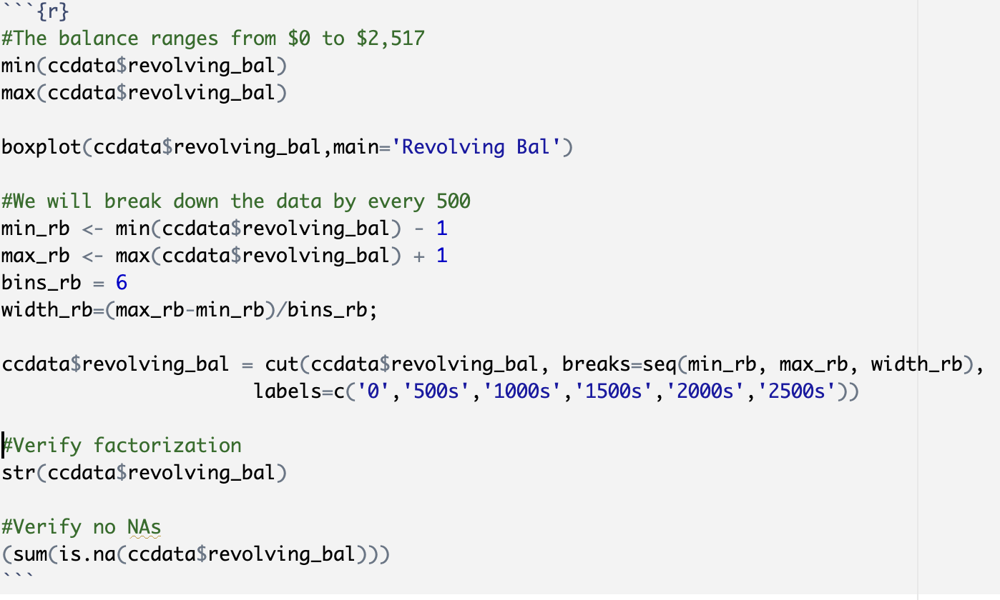 ```{r}
#The balance ranges from $0 to $2,517
min(ccdata$revolving_bal)
max(ccdata$revolving_bal)
boxplot(ccdata$revolving_bal,main='Revolving Bal')
#We will break down the data by every 500
min_rb <- min(ccdata$revolving_bal) - 1
max_rb <- max(ccdata$revolving_bal) + 1
bins_rb = 6
width_rb=(max_rb-min_rb)/bins_rb;
ccdata$revolving_bal = cut(ccdata$revolving_bal, breaks=seq(min_rb, max_rb, width_rb),
labels=c('0','500s','1000s','1500s','2000s','2500s'))
#Verify factorization
str(ccdata$revolving_bal)
#Verify no NAs
(sum(is.na(ccdata$revolving_bal)))
```